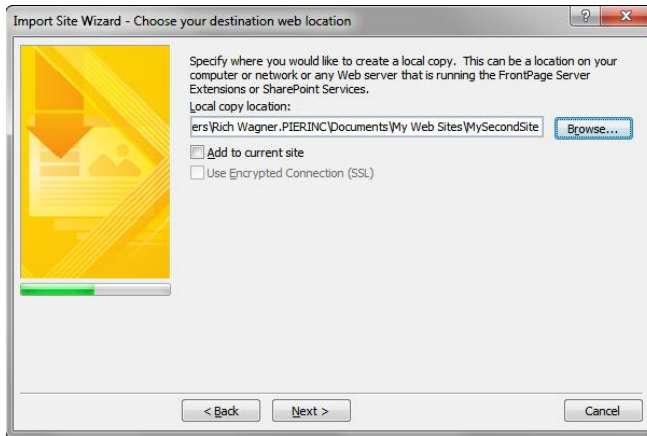 Import Site Wizard - Choose your destination web location
Specify where you would like to create a local copy. This can be a location on your
computer or network or any Web server that is running the FrontPage Server
Extensions or SharePoint Services.
Local copy location:
ers\Rich Wagner.PIERINC\Documents\My Web Sites\MySecondSite
Browse...
Add to current site
Use Encrypted Connection (SSL)
< Back
Next >
Cancel